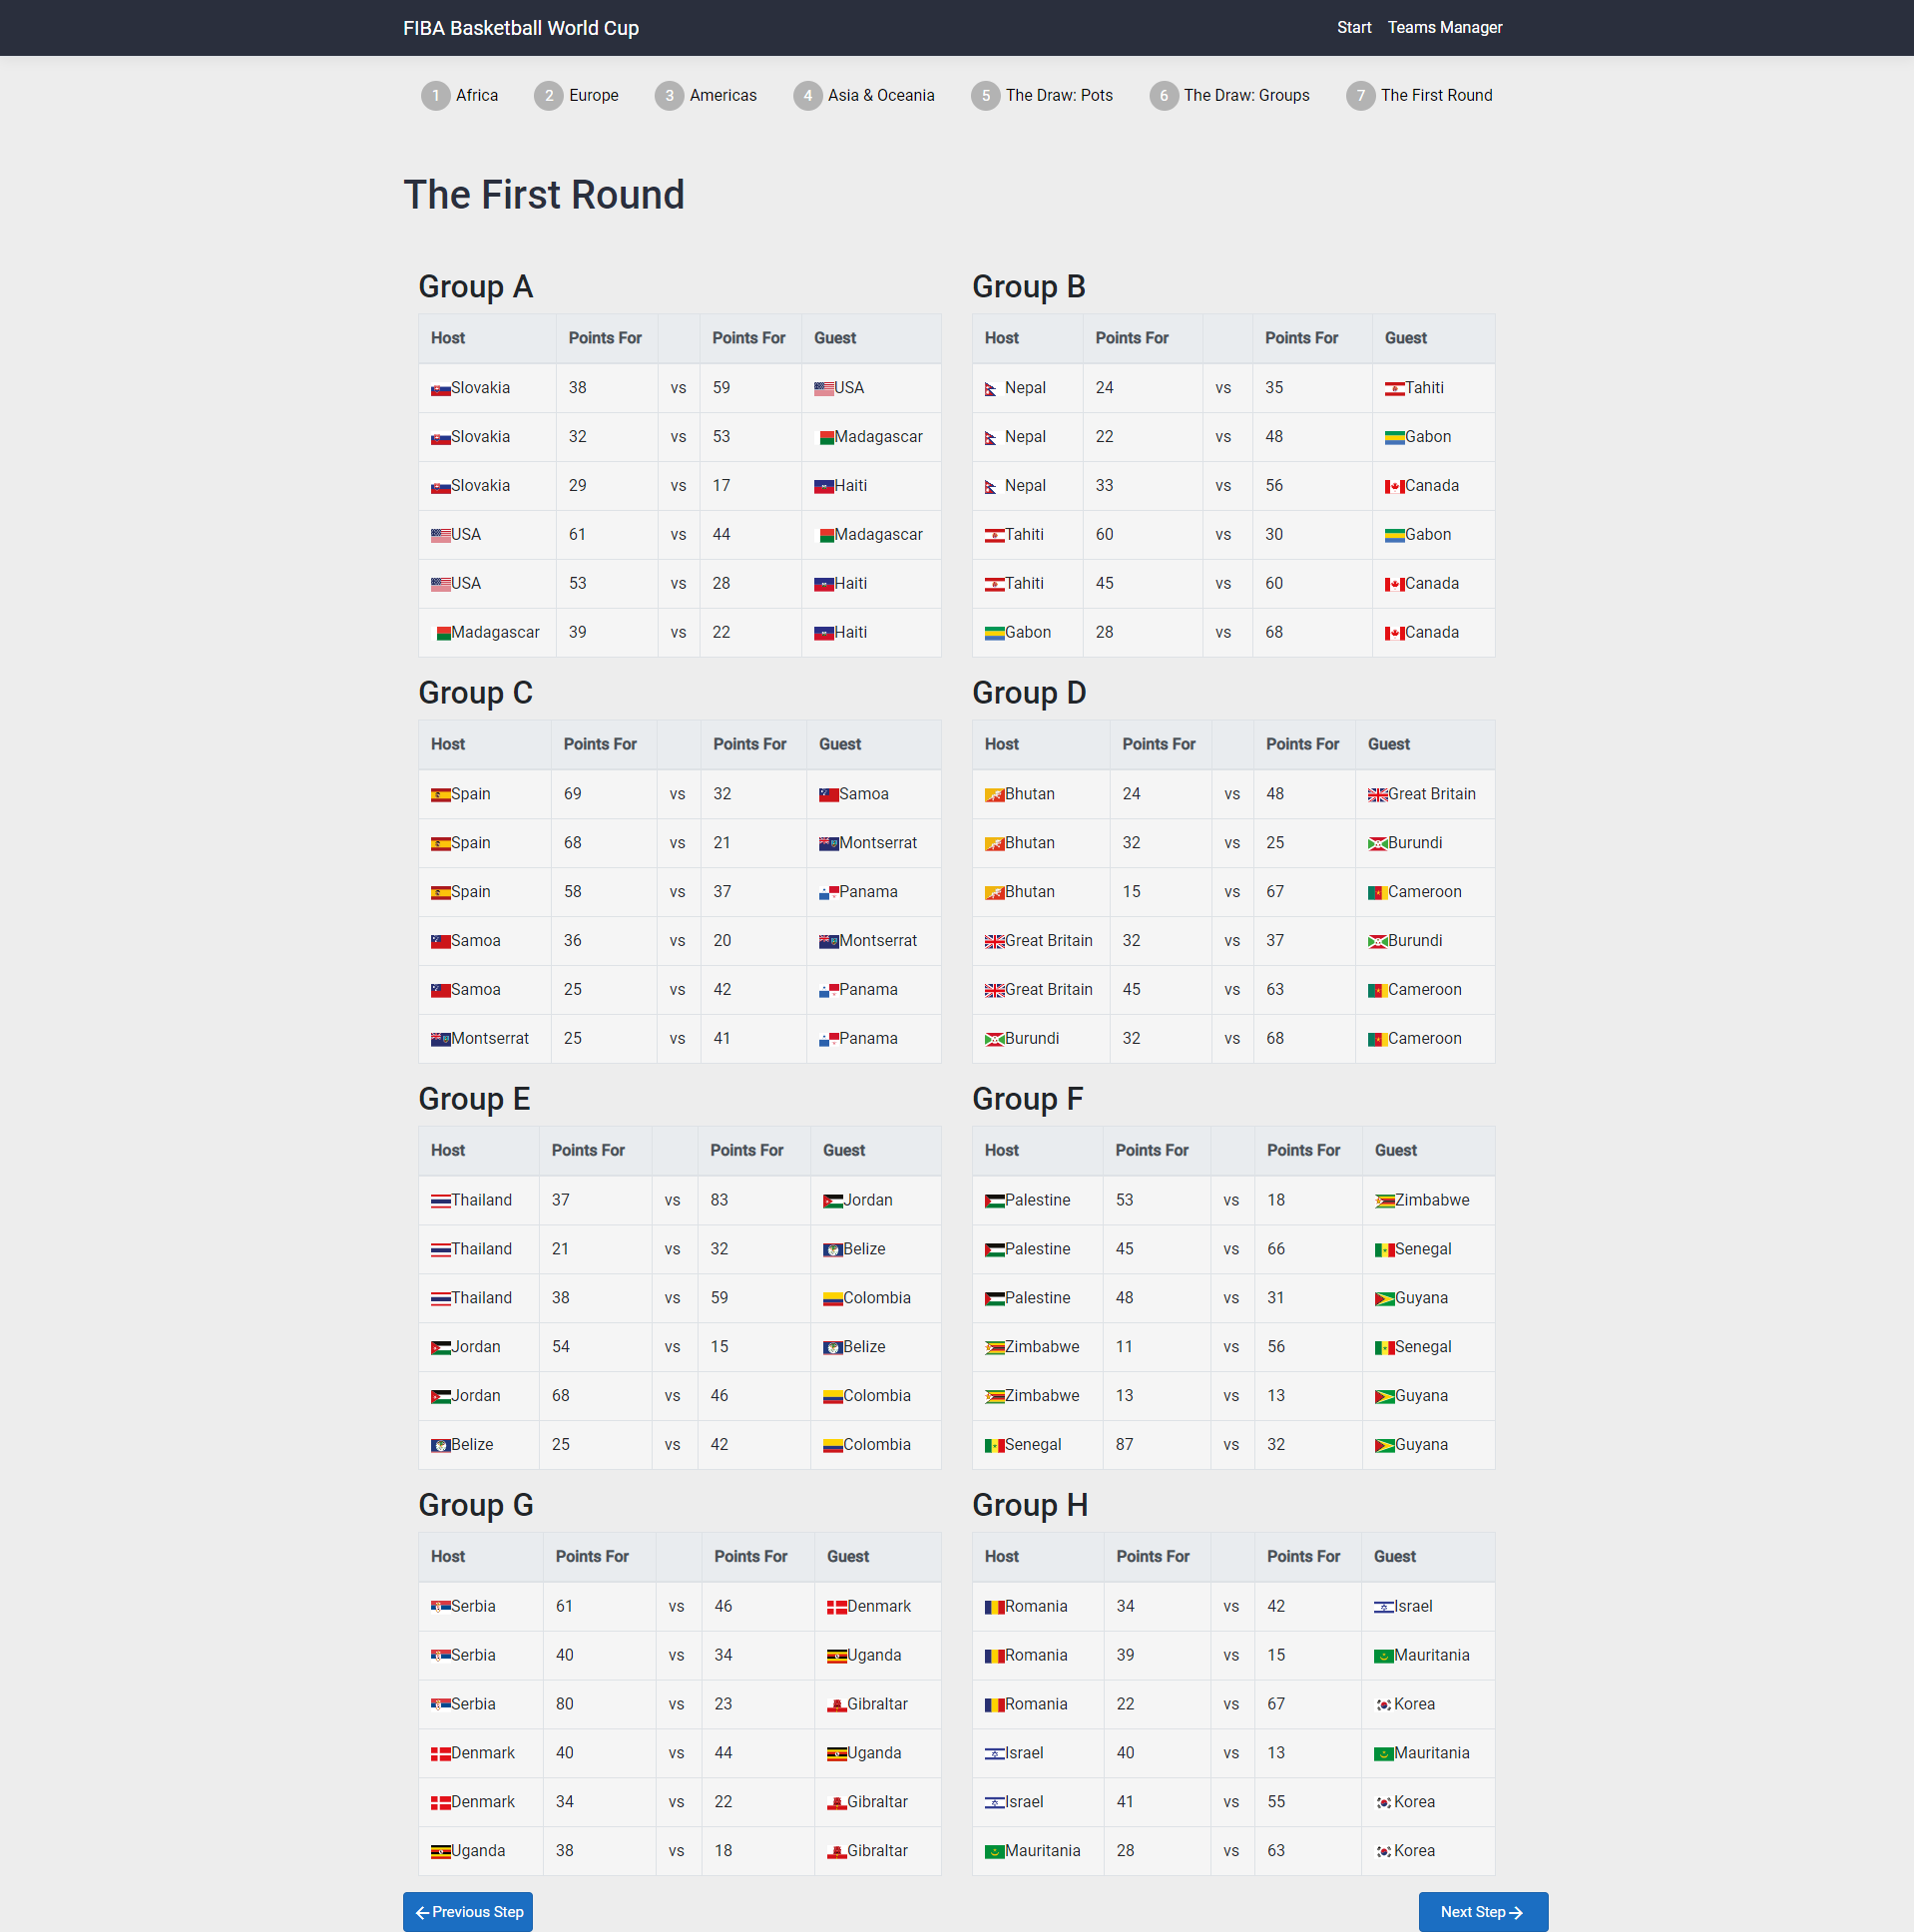 FIBA Basketball World Cup Start Teams Manager
1 Africa 2 Europe 3 Americas 4 Asia & Oceania 5 The Draw: Pots 6 The Draw: Groups 7 The First Round
The First Round
Group A
Host Points For Points For Guest
Slovakia 38 vs 59 USA
Slovakia 32 vs 53 Madagascar
Slovakia 29 vs 17 Haiti
USA 61 vs 44 Madagascar
USA 53 vs 28 Haiti
Madagascar 39 vs 22 Haiti
Group B
Host Points For Points For Guest
Nepal 24 vs 35 Tahiti
Nepal 22 vs 48 Gabon
Nepal 33 vs 56 Canada
Tahiti 60 vs 30 Gabon
Tahiti 45 vs 60 Canada
Gabon 28 vs 68 Canada
Group C
Host Points For Points For Guest
Spain 69 vs 32 Samoa
Spain 68 vs 21 Montserrat
Spain 58 vs 37 Panama
Samoa 36 vs 20 Montserrat
Samoa 25 vs 42 Panama
Montserrat 25 vs 41 Panama
Group D
Host Points For Points For Guest
Bhutan 24 vs 48 Great Britain
Bhutan 32 vs 25 Burundi
Bhutan 15 vs 67 Cameroon
Great Britain 32 vs 37 Burundi
Great Britain 45 vs 63 Cameroon
Burundi 32 vs 68 Cameroon
Group E
Host Points For Points For Guest
Thailand 37 vs 83 Jordan
Thailand 21 vs 32 Belize
Thailand 38 vs 59 Colombia
Jordan 54 vs 15 Belize
Jordan 68 vs 46 Colombia
Belize 25 vs 42 Colombia
Group F
Host Points For Points For Guest
Palestine 53 vs 18 Zimbabwe
Palestine 45 vs 66 Senegal
Palestine 48 vs 31 Guyana
Zimbabwe 11 vs 56 Senegal
Zimbabwe 13 vs 13 Guyana
Senegal 87 vs 32 Guyana
Group G
Host Points For Points For Guest
Serbia 61 vs 46 Denmark
Serbia 40 vs 34 Uganda
Serbia 80 vs 23 Gibraltar
Denmark 40 vs 44 Uganda
Denmark 34 vs 22 Gibraltar
Uganda 38 vs 18 Gibraltar
Group H
Host Points For Points For Guest
Romania 34 vs 42 Israel
Romania 39 vs 15 Mauritania
Romania 22 vs 67 Korea
Israel 40 vs 13 Mauritania
Israel 41 vs 55 Korea
Mauritania 28 vs 63 Korea
Previous Step Next Step